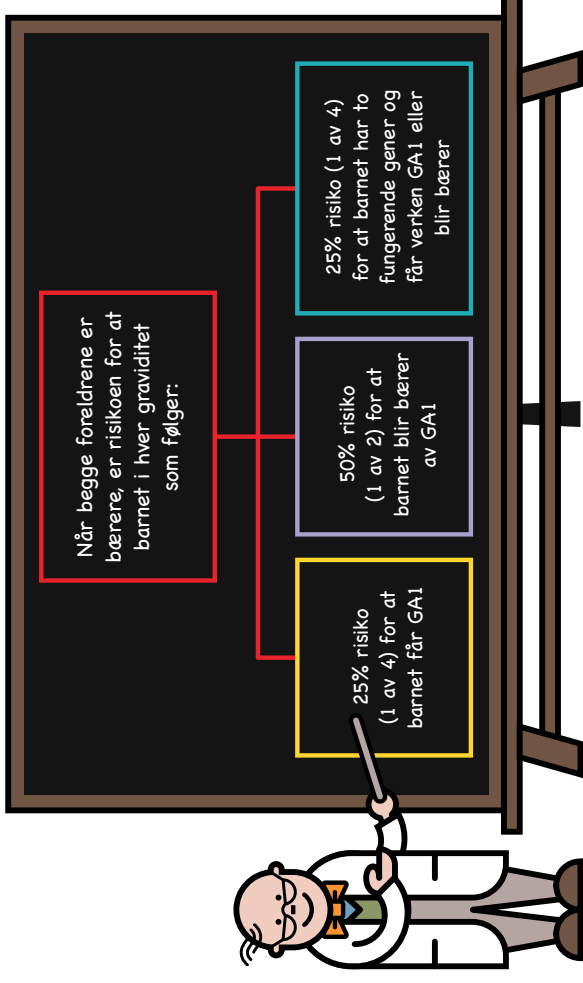 Når begge foreldrene er
bærere, er risikoen for at
barnet i hver graviditet
som følger:
25% risiko
(1 av 4) for at
barnet får GA1
50% risiko
(1 av 2) for at
barnet blir bærer
av GA1
25% risiko (1 av 4)
for at barnet har to
fungerende gener og
får verken GA1 eller
blir bærer